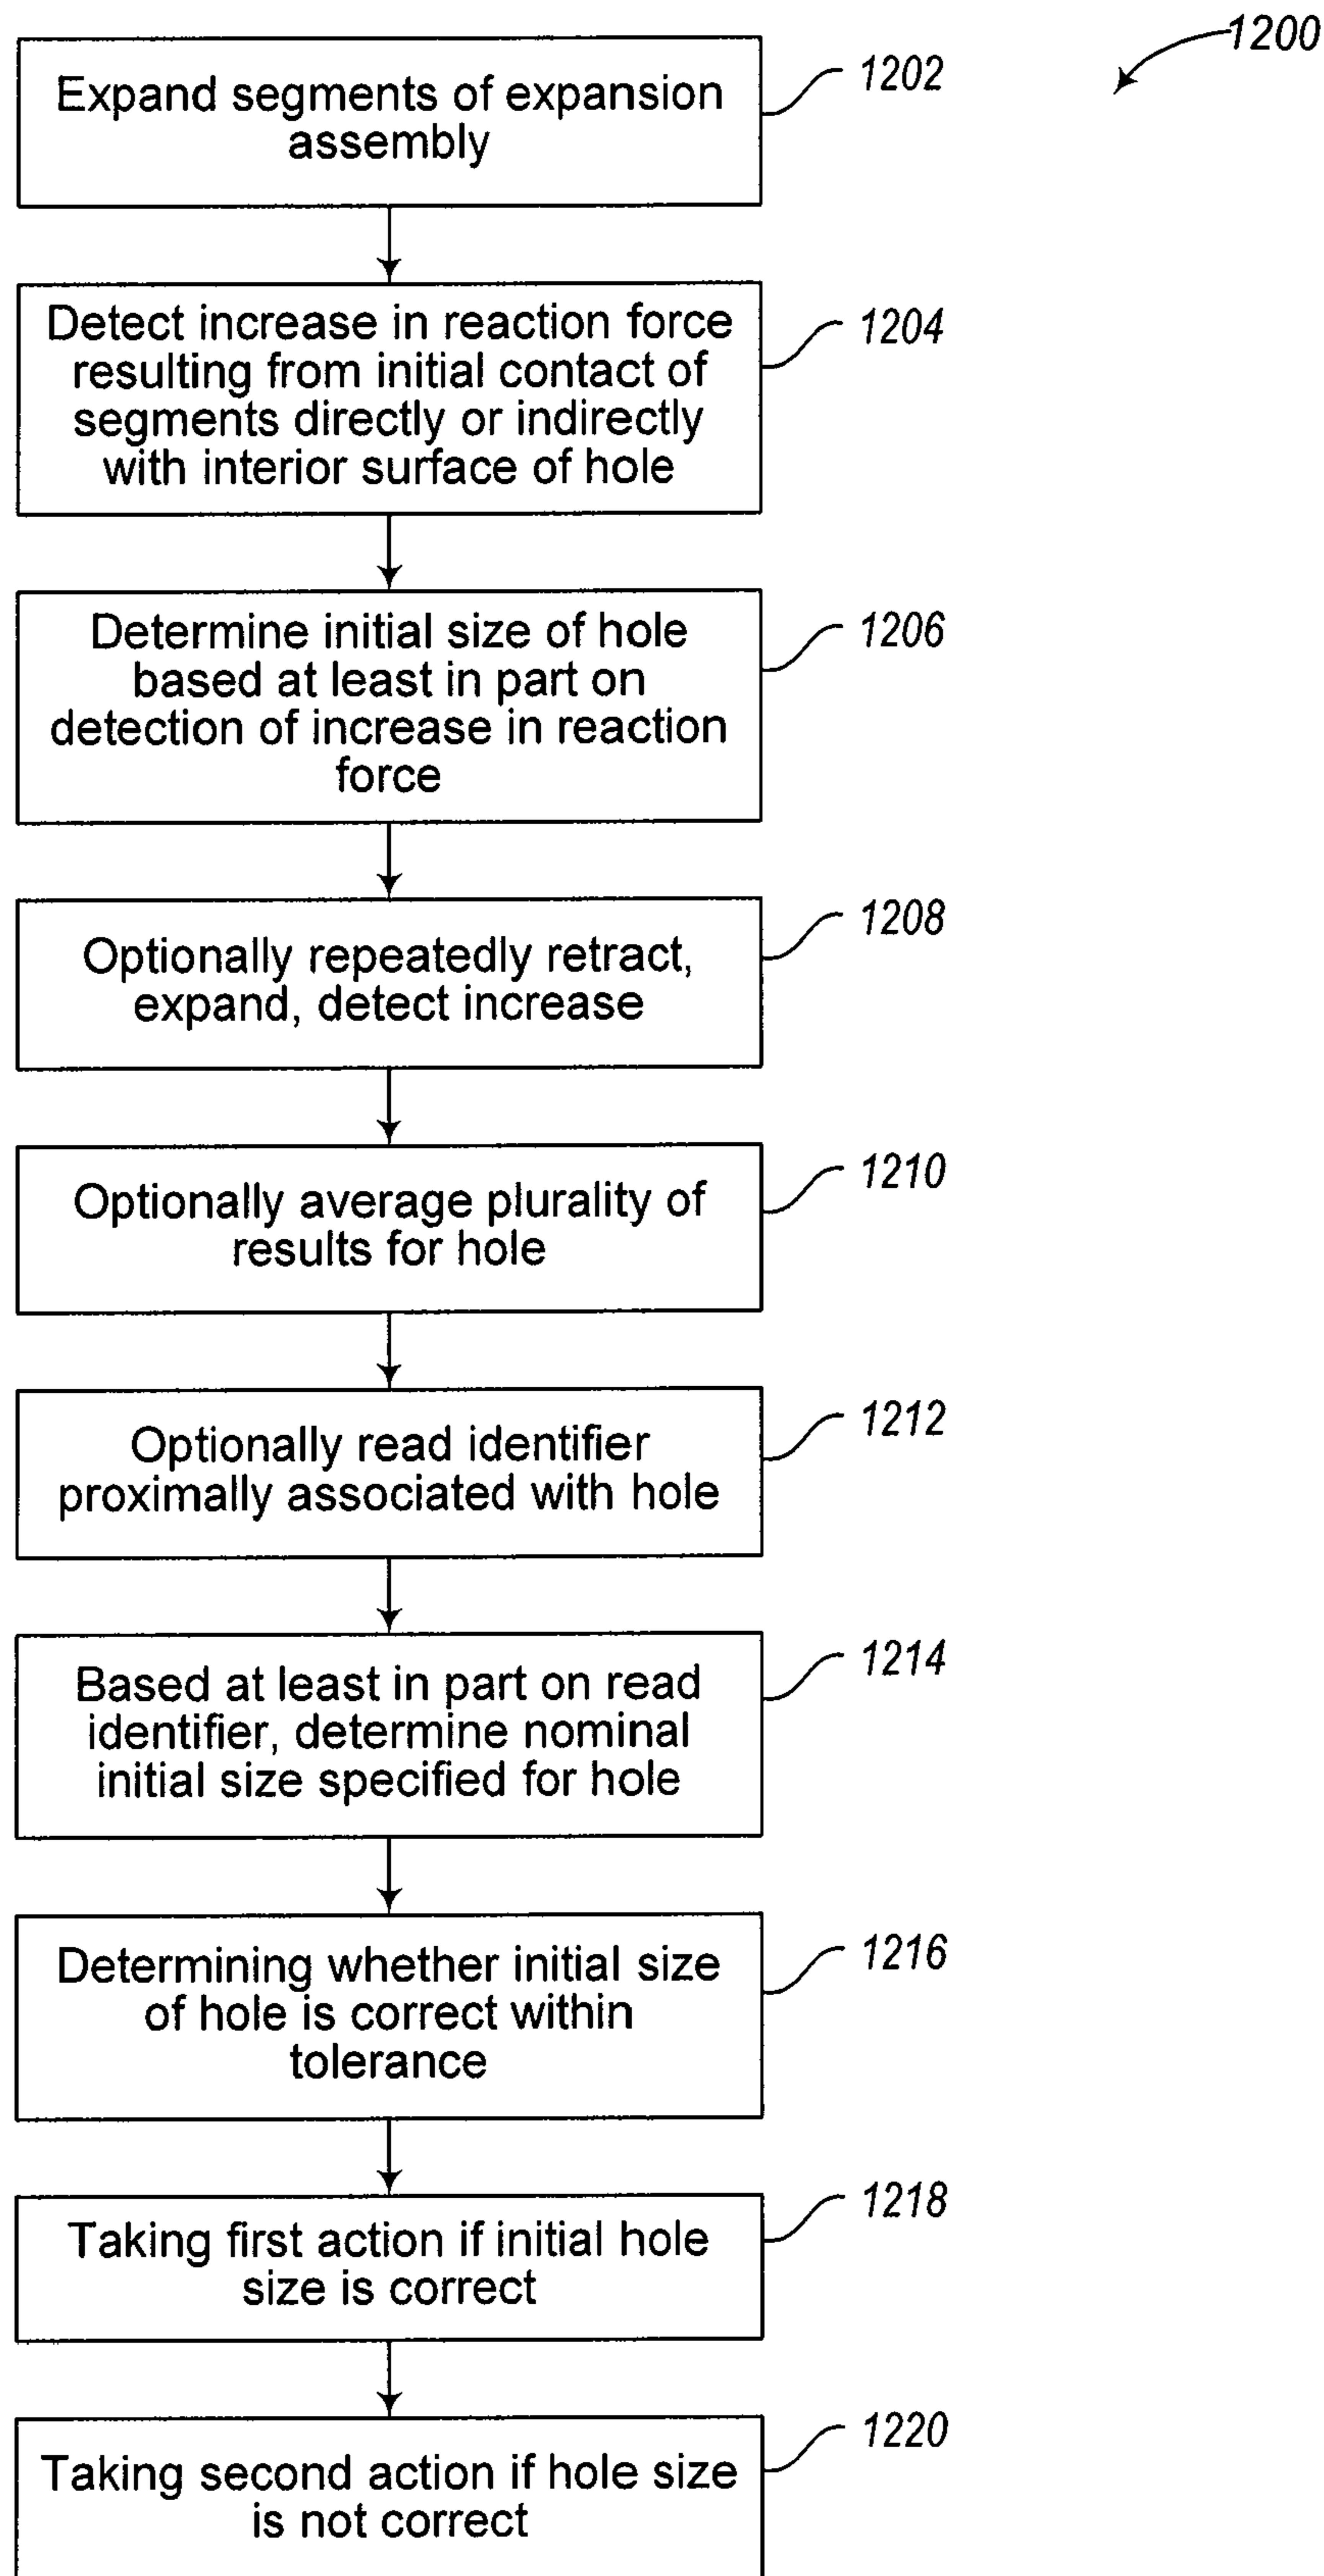 1200
Expand segments of expansion
assembly
1202
Detect increase in reaction force
resulting from initial contact of
segments directly or indirectly
with interior surface of hole
1204
Determine initial size of hole
based at least in part on
detection of increase in reaction
force
1206
Optionally repeatedly retract,
expand, detect increase
1208
Optionally average plurality of
results for hole
1210
Optionally read identifier
proximally associated with hole
1212
Based at least in part on read
identifier, determine nominal
initial size specified for hole
1214
Determining whether initial size
of hole is correct within
tolerance
1216
Taking first action if initial hole
size is correct
1218
Taking second action if hole size
is not correct
1220